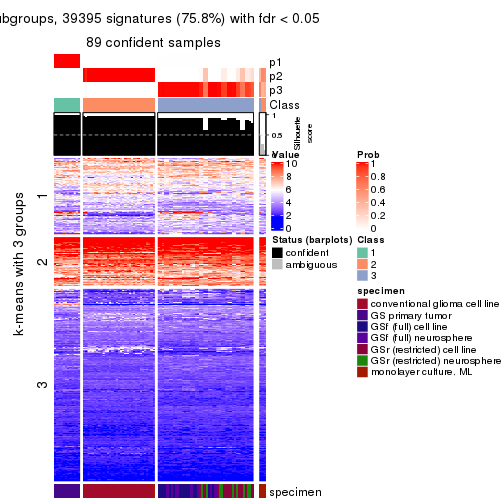 ubgroups, 39395 signatures (75.8%) with fdr < 0.05
89 confident samples
p1
p2
p3
Class
1
0.5
0
Silhouette score
k-means with 3 groups
1
2
3
Value
10
8
6
4
2
0
Prob
1
0.8
0.6
0.4
0.2
0
Status (barplots)
confident
ambiguous
Class
1
2
3
specimen
conventional glioma cell line
GS primary tumor
GSf (full) cell line
GSf (full) neurosphere
GSr (restricted) cell line
GSr (restricted) neurosphere
monolayer culture. ML
specimen